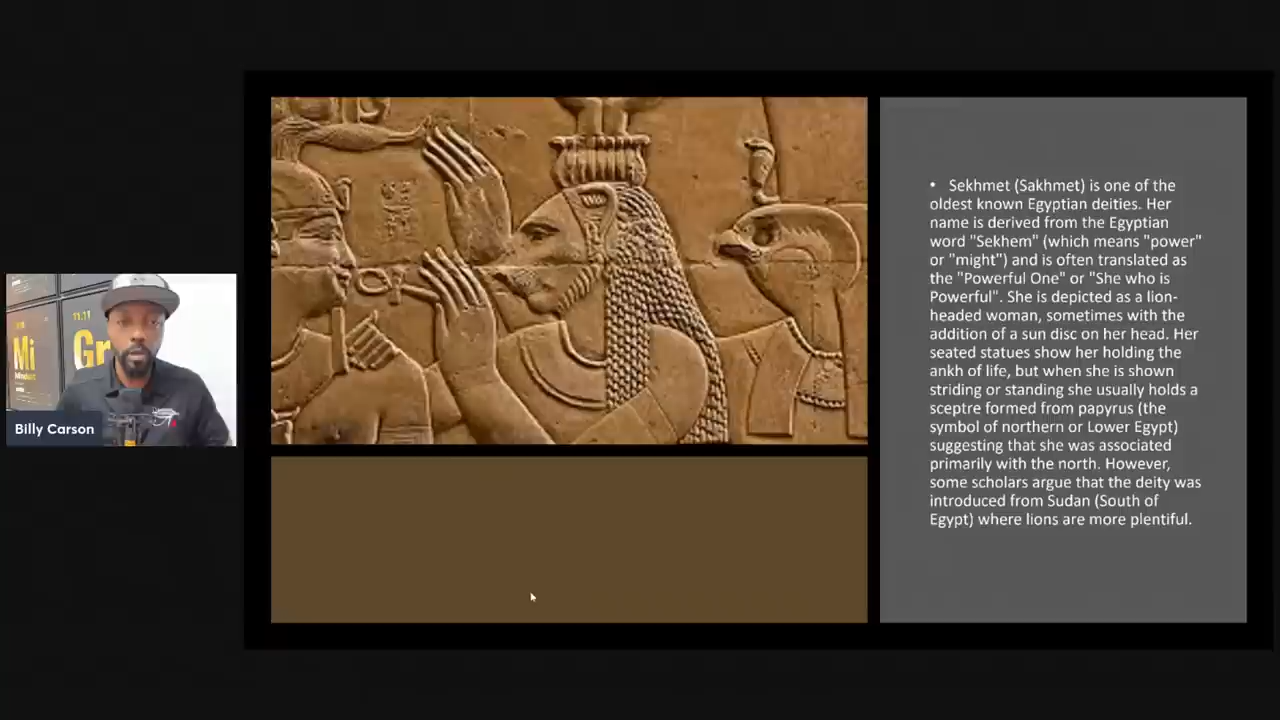 Mi
11.11
Gr
Billy Carson
• Sekhmet (Sakhmet) is one of the
oldest known Egyptian deities. Her
name is derived from the Egyptian
word "Sekhem" (which means "power"
or "might") and is often translated as
the "Powerful One" or "She who is
Powerful". She is depicted as a lion-
headed woman, sometimes with the
addition of a sun disc on her head. Her
seated statues show her holding the
ankh of life, but when she is shown
striding or standing she usually holds a
sceptre formed from papyrus (the
symbol of northern or Lower Egypt)
suggesting that she was associated
primarily with the north. However,
some scholars argue that the deity was
introduced from Sudan (South of
Egypt) where lions are more plentiful.